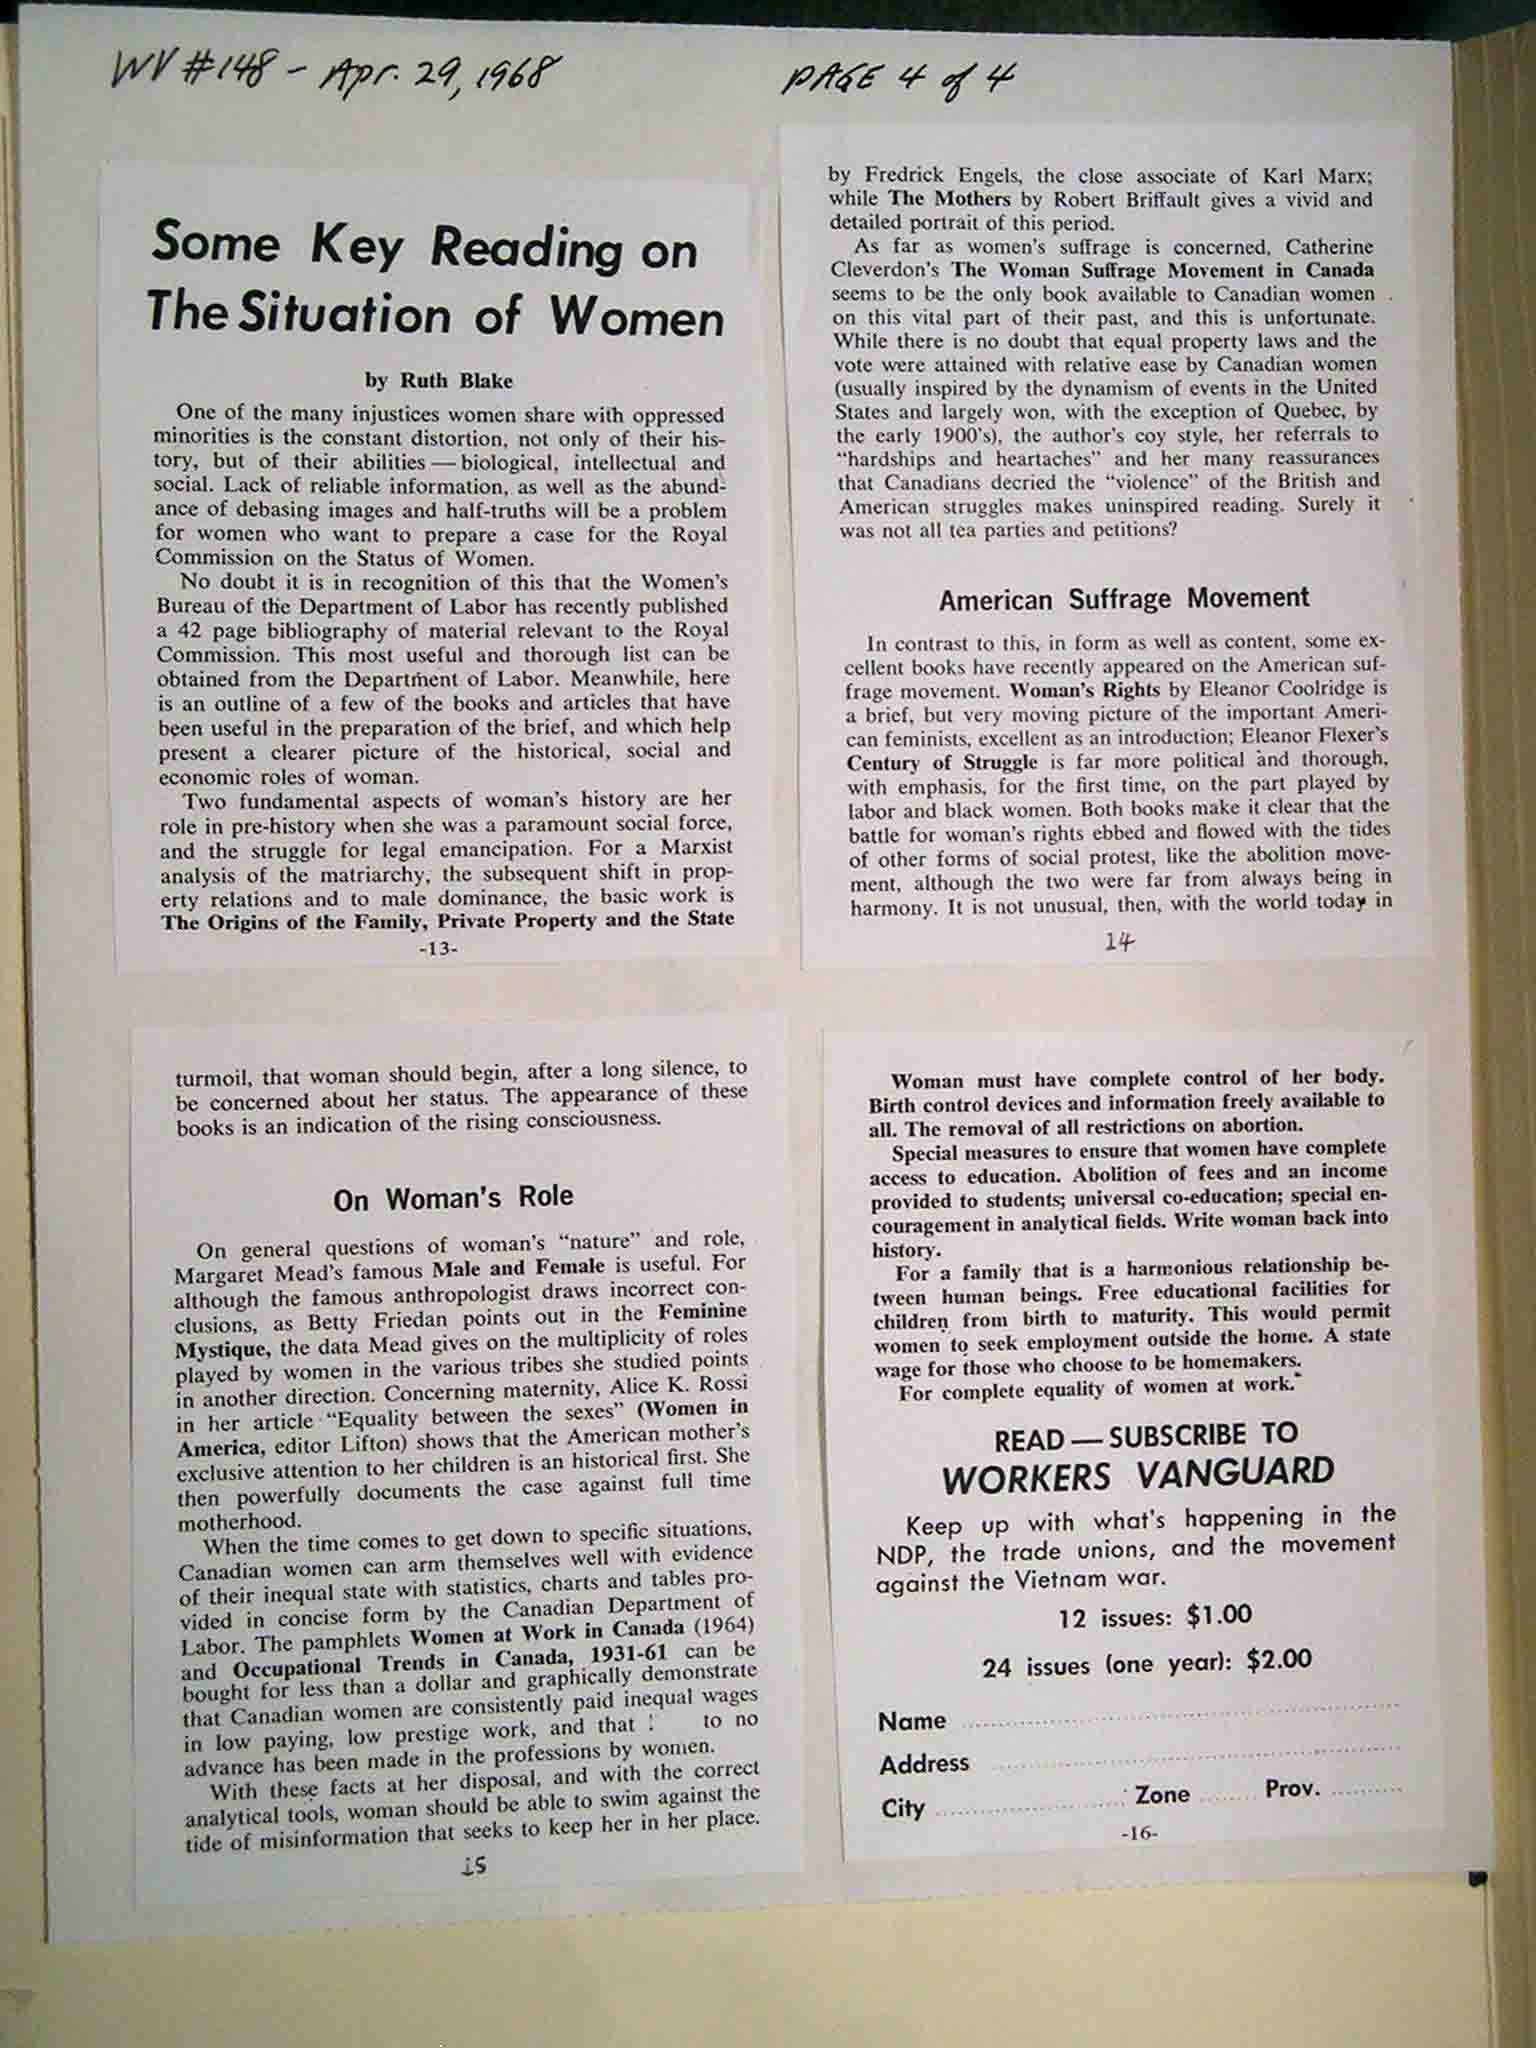 WV #148 - Apr. 29, 1968
PAGE 4 of 4
Some Key Reading on
The Situation of Women
by Ruth Blake
One of the many injustices women share with oppressed
minorities is the constant distortion, not only of their his-
tory, but of their abilities — biological, intellectual and
social. Lack of reliable information, as well as the abund-
ance of debasing images and half-truths will be a problem
for women who want to prepare a case for the Royal
Commission on the Status of Women.
No doubt it is in recognition of this that the Women's
Bureau of the Department of Labor has recently published
a 42 page bibliography of material relevant to the Royal
Commission. This most useful and thorough list can be
obtained from the Department of Labor. Meanwhile, here
is an outline of a few of the books and articles that have
been useful in the preparation of the brief, and which help
present a clearer picture of the historical, social and
economic roles of woman.
Two fundamental aspects of woman's history are her
role in pre-history when she was a paramount social force,
and the struggle for legal emancipation. For a Marxist
analysis of the matriarchy, the subsequent shift in prop-
erty relations and to male dominance, the basic work is
The Origins of the Family, Private Property and the State
-13-
by Fredrick Engels, the close associate of Karl Marx;
while The Mothers by Robert Briffault gives a vivid and
detailed portrait of this period.
As far as women's suffrage is concerned, Catherine
Cleverdon's The Woman Suffrage Movement in Canada
seems to be the only book available to Canadian women
on this vital part of their past, and this is unfortunate.
While there is no doubt that equal property laws and the
vote were attained with relative ease by Canadian women
(usually inspired by the dynamism of events in the United
States and largely won, with the exception of Quebec, by
the early 1900's), the author's coy style, her referrals to
"hardships and heartaches" and her many reassurances
that Canadians decried the "violence" of the British and
American struggles makes uninspired reading. Surely it
was not all tea parties and petitions?
American Suffrage Movement
In contrast to this, in form as well as content, some ex-
cellent books have recently appeared on the American suf-
frage movement. Woman's Rights by Eleanor Coolridge is
a brief, but very moving picture of the important Ameri-
can feminists, excellent as an introduction; Eleanor Flexer's
Century of Struggle is far more political and thorough,
with emphasis, for the first time, on the part played by
labor and black women. Both books make it clear that the
battle for woman's rights ebbed and flowed with the tides
of other forms of social protest, like the abolition move-
ment, although the two were far from always being in
harmony. It is not unusual, then, with the world today in
14
turmoil, that woman should begin, after a long silence, to
be concerned about her status. The appearance of these
books is an indication of the rising consciousness.
On Woman's Role
On general questions of woman's "nature" and role,
Margaret Mead's famous Male and Female is useful. For
although the famous anthropologist draws incorrect con-
clusions, as Betty Friedan points out in the Feminine
Mystique, the data Mead gives on the multiplicity of roles
played by women in the various tribes she studied points
in another direction. Concerning maternity, Alice K. Rossi
in her article "Equality between the sexes" (Women in
America, editor Lifton) shows that the American mother's
exclusive attention to her children is an historical first. She
then powerfully documents the case against full time
motherhood.
When the time comes to get down to specific situations,
Canadian women can arm themselves well with evidence
of their inequal state with statistics, charts and tables pro-
vided in concise form by the Canadian Department of
Labor. The pamphlets Women at Work in Canada (1964)
and Occupational Trends in Canada, 1931-61 can be
bought for less than a dollar and graphically demonstrate
that Canadian women are consistently paid inequal wages
in low paying, low prestige work, and that to no
advance has been made in the professions by women.
With these facts at her disposal, and with the correct
analytical tools, woman should be able to swim against the
tide of misinformation that seeks to keep her in her place.
15
Woman must have complete control of her body.
Birth control devices and information freely available to
all. The removal of all restrictions on abortion.
Special measures to ensure that women have complete
access to education. Abolition of fees and an income
provided to students; universal co-education; special en-
couragement in analytical fields. Write woman back into
history.
For a family that is a harmonious relationship be-
tween human beings. Free educational facilities for
children from birth to maturity. This would permit
women to seek employment outside the home. A state
wage for those who choose to be homemakers.
For complete equality of women at work.
READ — SUBSCRIBE TO
WORKERS VANGUARD
Keep up with what's happening in the
NDP, the trade unions, and the movement
against the Vietnam war.
12 issues: $1.00
24 issues (one year): $2.00
Name
Address
City Zone Prov.
-16-